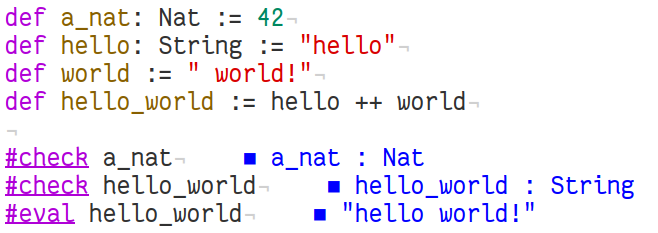 def a_nat: Nat := 42¬
def hello: String := "hello"¬
def world := " world!"¬
def hello_world := hello ++ world¬
¬
#check a_nat¬ ■ a_nat : Nat
#check hello_world¬ ■ hello_world : String
#eval hello_world¬ ■ "hello world!"